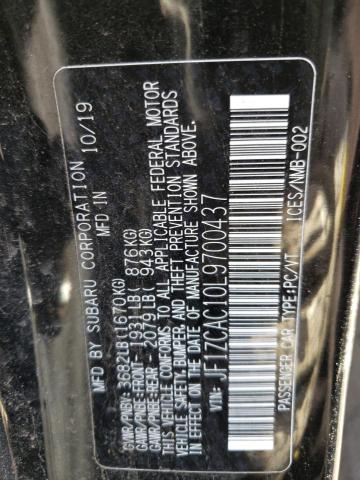 MFD BY SUBARU CORPORATION 10/19
MFD IN
GVWR/PNBV: 3682LB(1670KG)
GAWR/PNBE-FRONT: 1931LB( 876KG)
GAWR/PNBE-REAR : 2079LB( 943KG)
THIS VEHICLE CONFORMS TO ALL APPLICABLE FEDERAL MOTOR
VEHICLE SAFETY,BUMPER, AND THEFT PREVENTION STANDARDS
IN EFFECT ON THE DATE OF MANUFACTURE SHOWN ABOVE.
VIN: JF1ZCAC10L9700437
PASSENGER CAR TYPE:PC/VT
ICES/NMB-002